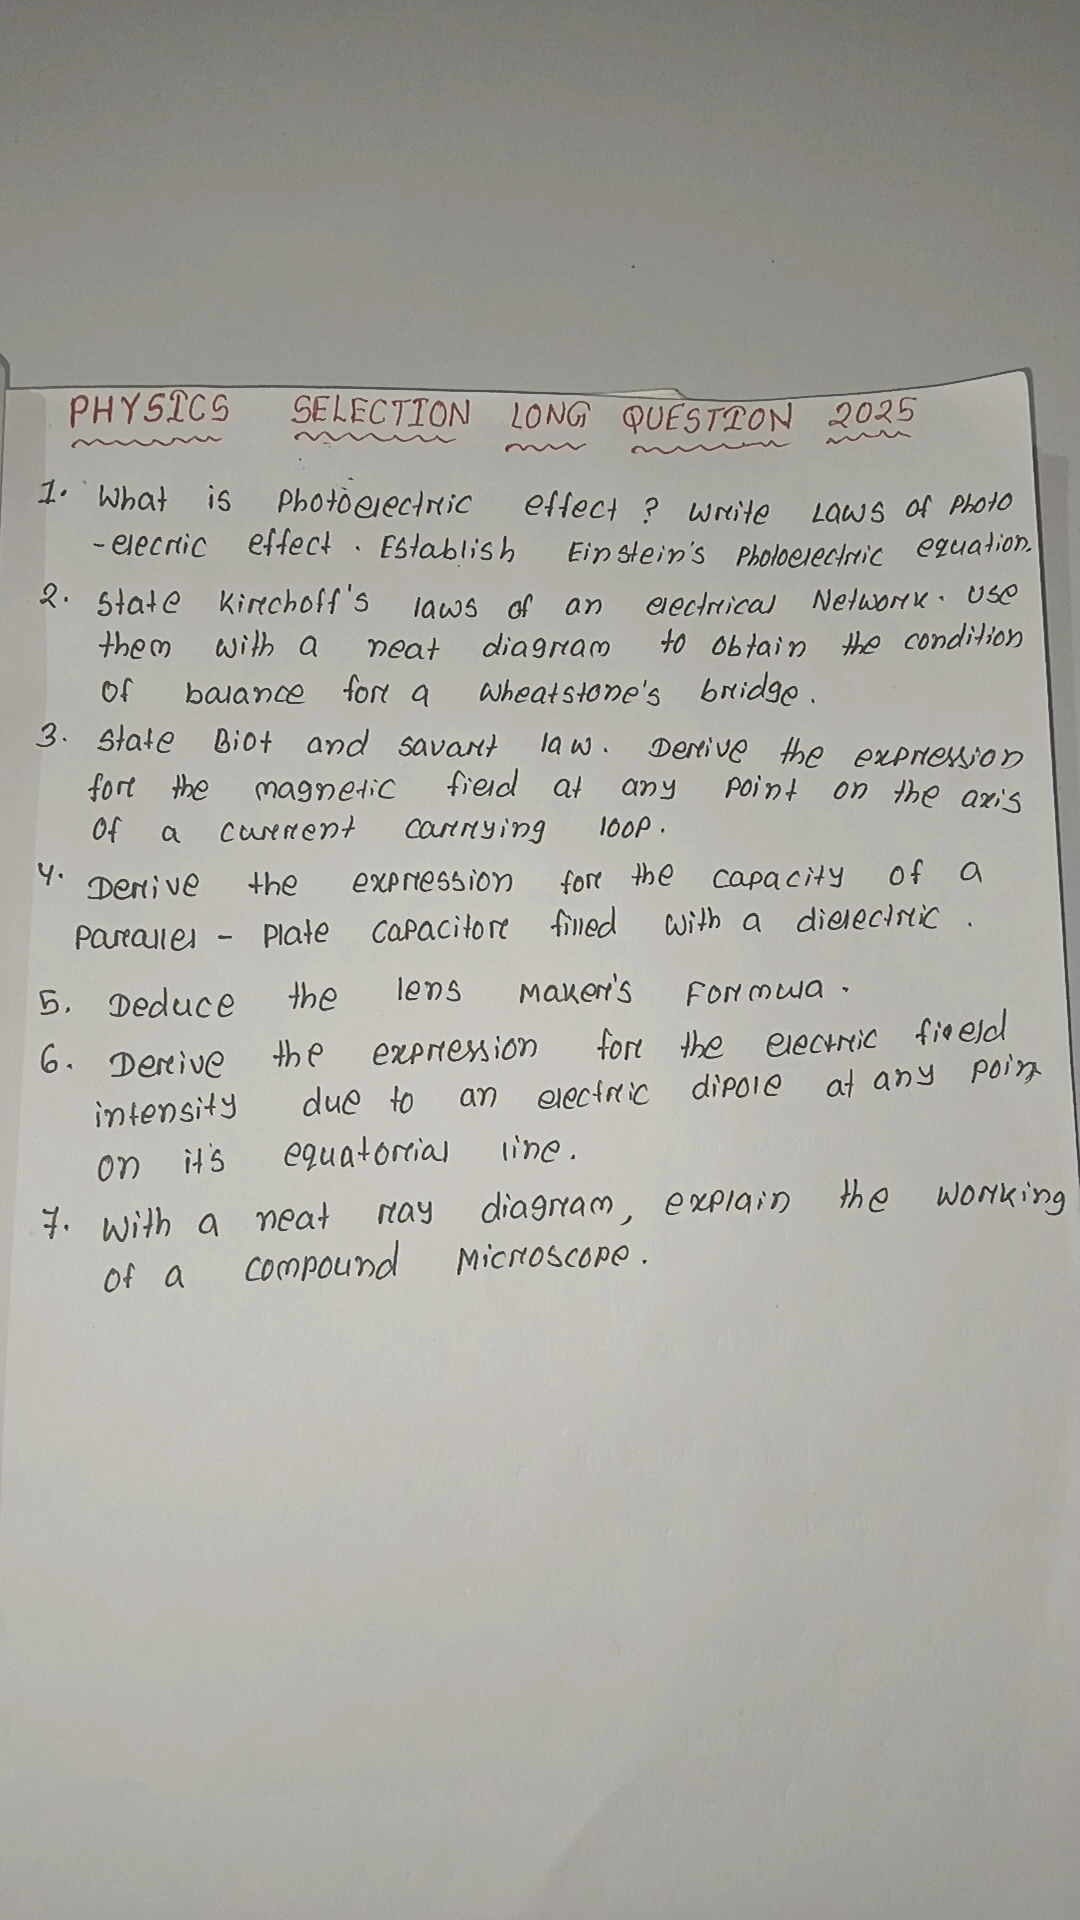 PHYSICS SELECTION LONG QUESTION 2025
1. What is Photoelectric effect ? Write Laws of Photo
-elecric effect. Establish Einstein's Photoelectric equation.
2. State Kirchoff's laws of an electrical Network. Use
them with a neat diagram to obtain the condition
of balance for a Wheatstone's bridge.
3. State Biot and savart law. Derive the expression
for the magnetic field at any point on the axis
of a current carrying loop.
4. Derive the expression for the capacity of a
Parallel - Plate capacitor filled with a dielectric.
5. Deduce the lens Maker's Formula.
6. Derive the expression for the electric field
intensity due to an electric dipole at any point
on it's equatorial line.
7. With a neat ray diagram, explain the working
of a compound Microscope.